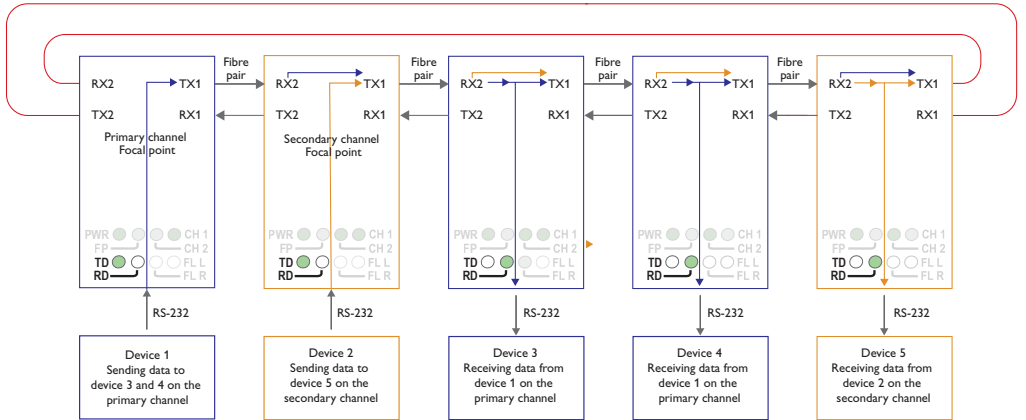 RX2 TX1
TX2 RX1
Primary channel
Focal point
PWR CH 1
FP CH 2
TD FL L
RD FL R
RS-232
Device 1
Sending data to
device 3 and 4 on the
primary channel
Fibre
pair
RX2 TX1
TX2 RX1
Secondary channel
Focal point
PWR CH 1
FP CH 2
TD FL L
RD FL R
RS-232
Device 2
Sending data to
device 5 on the
secondary channel
Fibre
pair
RX2 TX1
TX2 RX1
PWR CH 1
FP CH 2
TD FL L
RD FL R
RS-232
Device 3
Receiving data from
device 1 on the
primary channel
Fibre
pair
RX2 TX1
TX2 RX1
PWR CH 1
FP CH 2
TD FL L
RD FL R
RS-232
Device 4
Receiving data from
device 1 on the
primary channel
Fibre
pair
RX2 TX1
TX2 RX1
PWR CH 1
FP CH 2
TD FL L
RD FL R
RS-232
Device 5
Receiving data from
device 2 on the
secondary channel